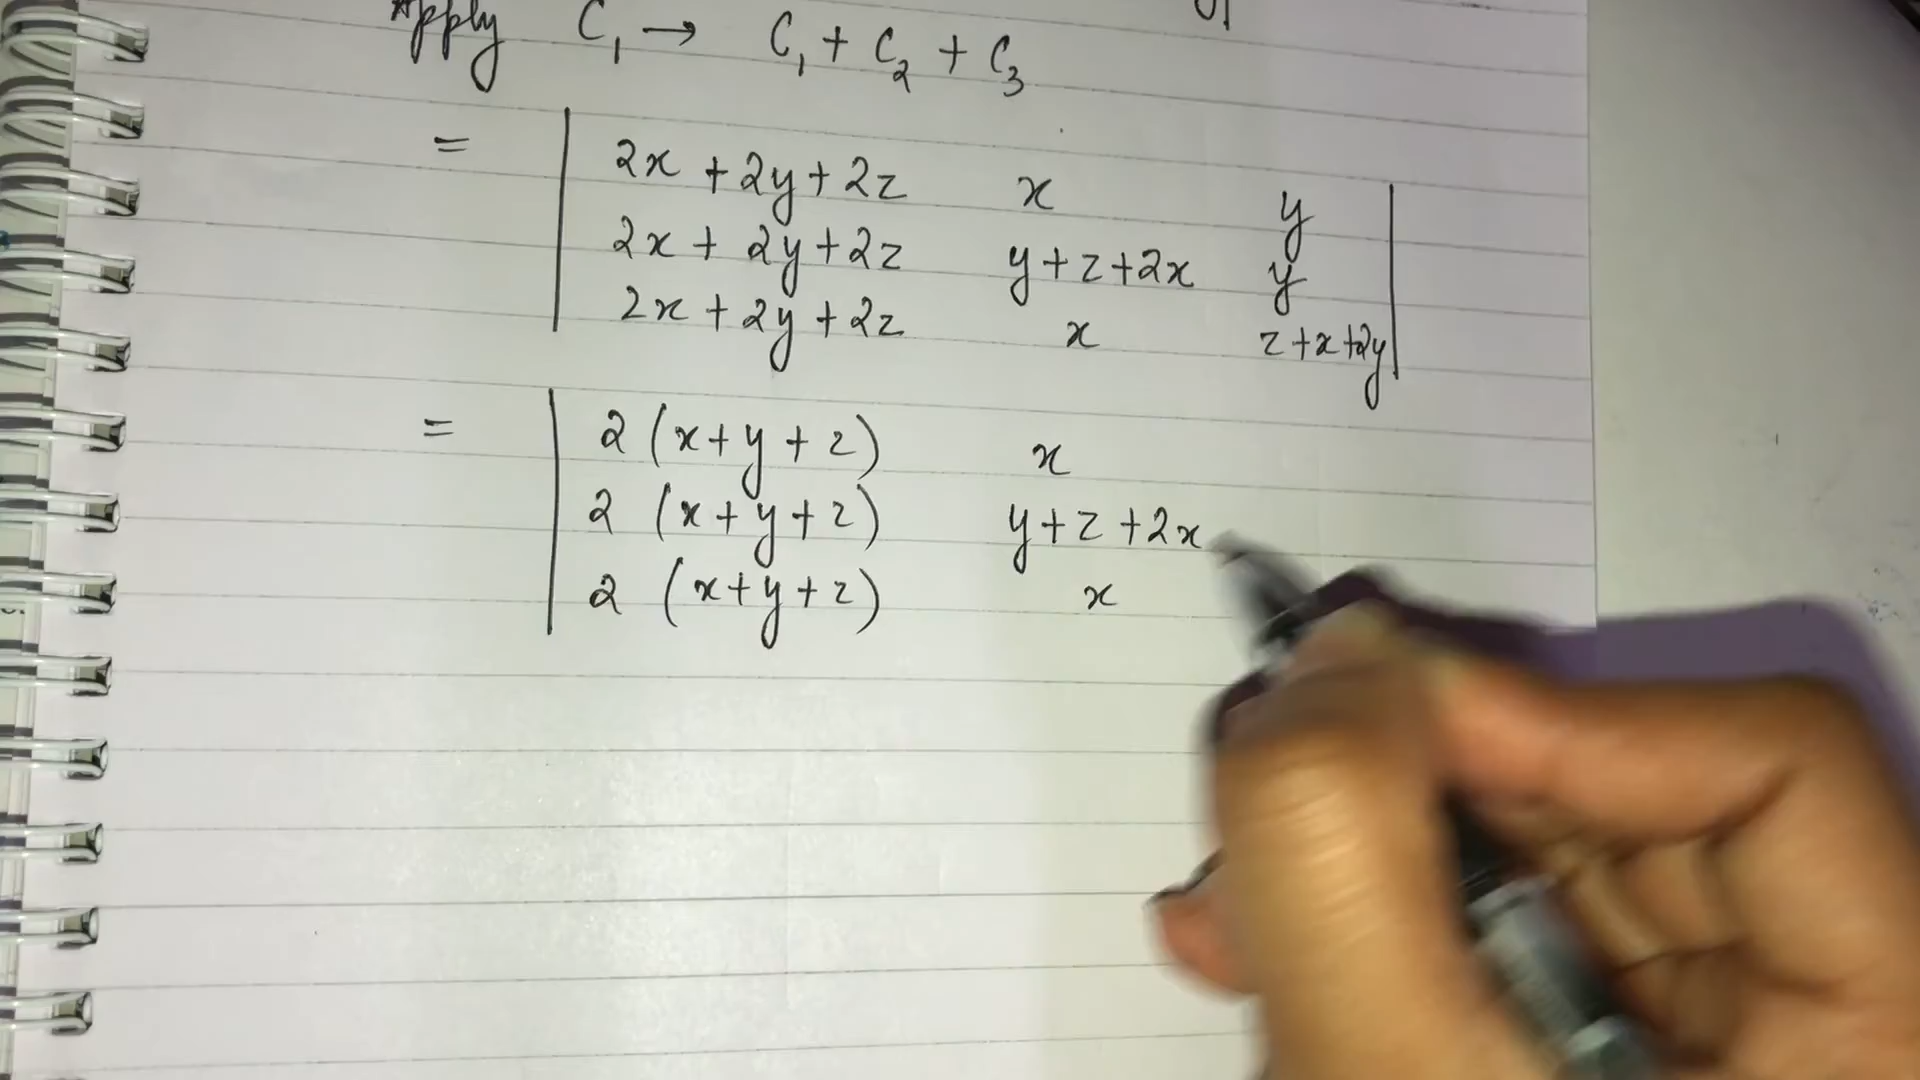 Apply C₁ → C₁ + C₂ + C₃
= | 2x + 2y + 2z x y |
| 2x + 2y + 2z y + z + 2x y |
| 2x + 2y + 2z x z + x + 2y |
= | 2 (x + y + z) x
| 2 (x + y + z) y + z + 2x
| 2 (x + y + z) x